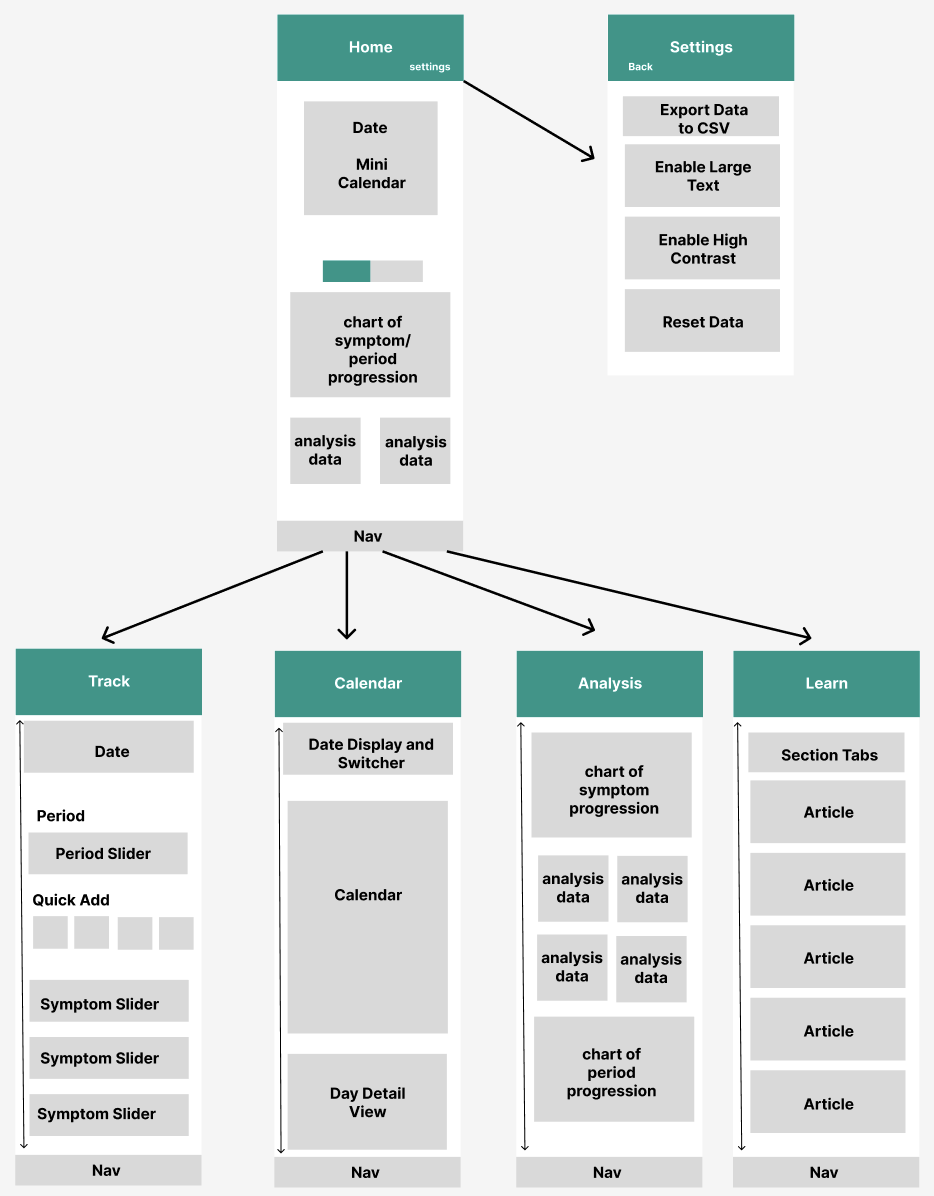 Home
settings
Date
Mini
Calendar
chart of
symptom/
period
progression
analysis
data
analysis
data
Nav
Settings
Back
Export Data
to CSV
Enable Large
Text
Enable High
Contrast
Reset Data
Track
Date
Period
Period Slider
Quick Add
Symptom Slider
Symptom Slider
Symptom Slider
Nav
Calendar
Date Display and
Switcher
Calendar
Day Detail
View
Nav
Analysis
chart of
symptom
progression
analysis
data
analysis
data
analysis
data
analysis
data
chart of
period
progression
Nav
Learn
Section Tabs
Article
Article
Article
Article
Article
Nav